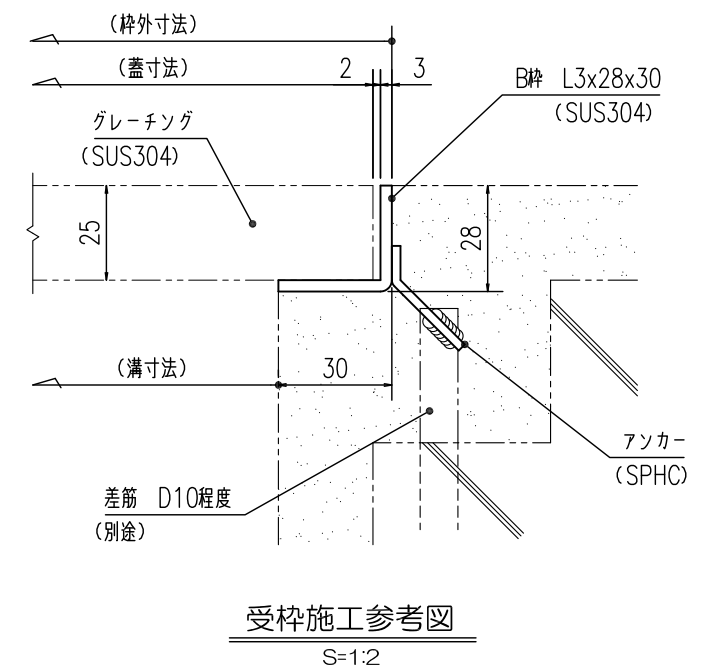 (枠外寸法)
(蓋寸法)
2
3
B枠 L3x28x30
(SUS304)
グレーチング
(SUS304)
25
28
(溝寸法)
30
アンカー
(SPHC)
差筋 D10程度
(別途)
受枠施工参考図
S=1:2